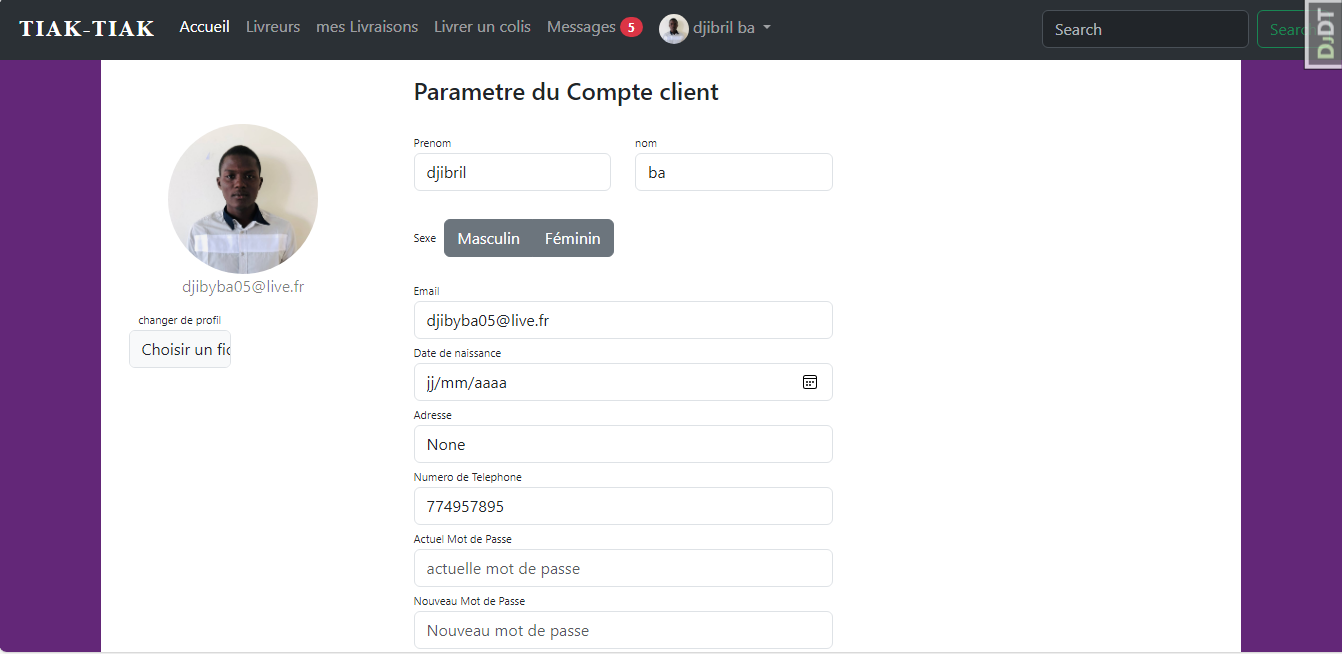 TIAK-TIAK Accueil Livreurs mes Livraisons Livrer un colis Messages 5 djibril ba Search Searc DJDT
Parametre du Compte client
Prenom nom
djibril ba
Sexe Masculin Féminin
djibyba05@live.fr
Email
changer de profil
djibyba05@live.fr
Choisir un fic
Date de naissance
jj/mm/aaaa
Adresse
None
Numero de Telephone
774957895
Actuel Mot de Passe
actuelle mot de passe
Nouveau Mot de Passe
Nouveau mot de passe